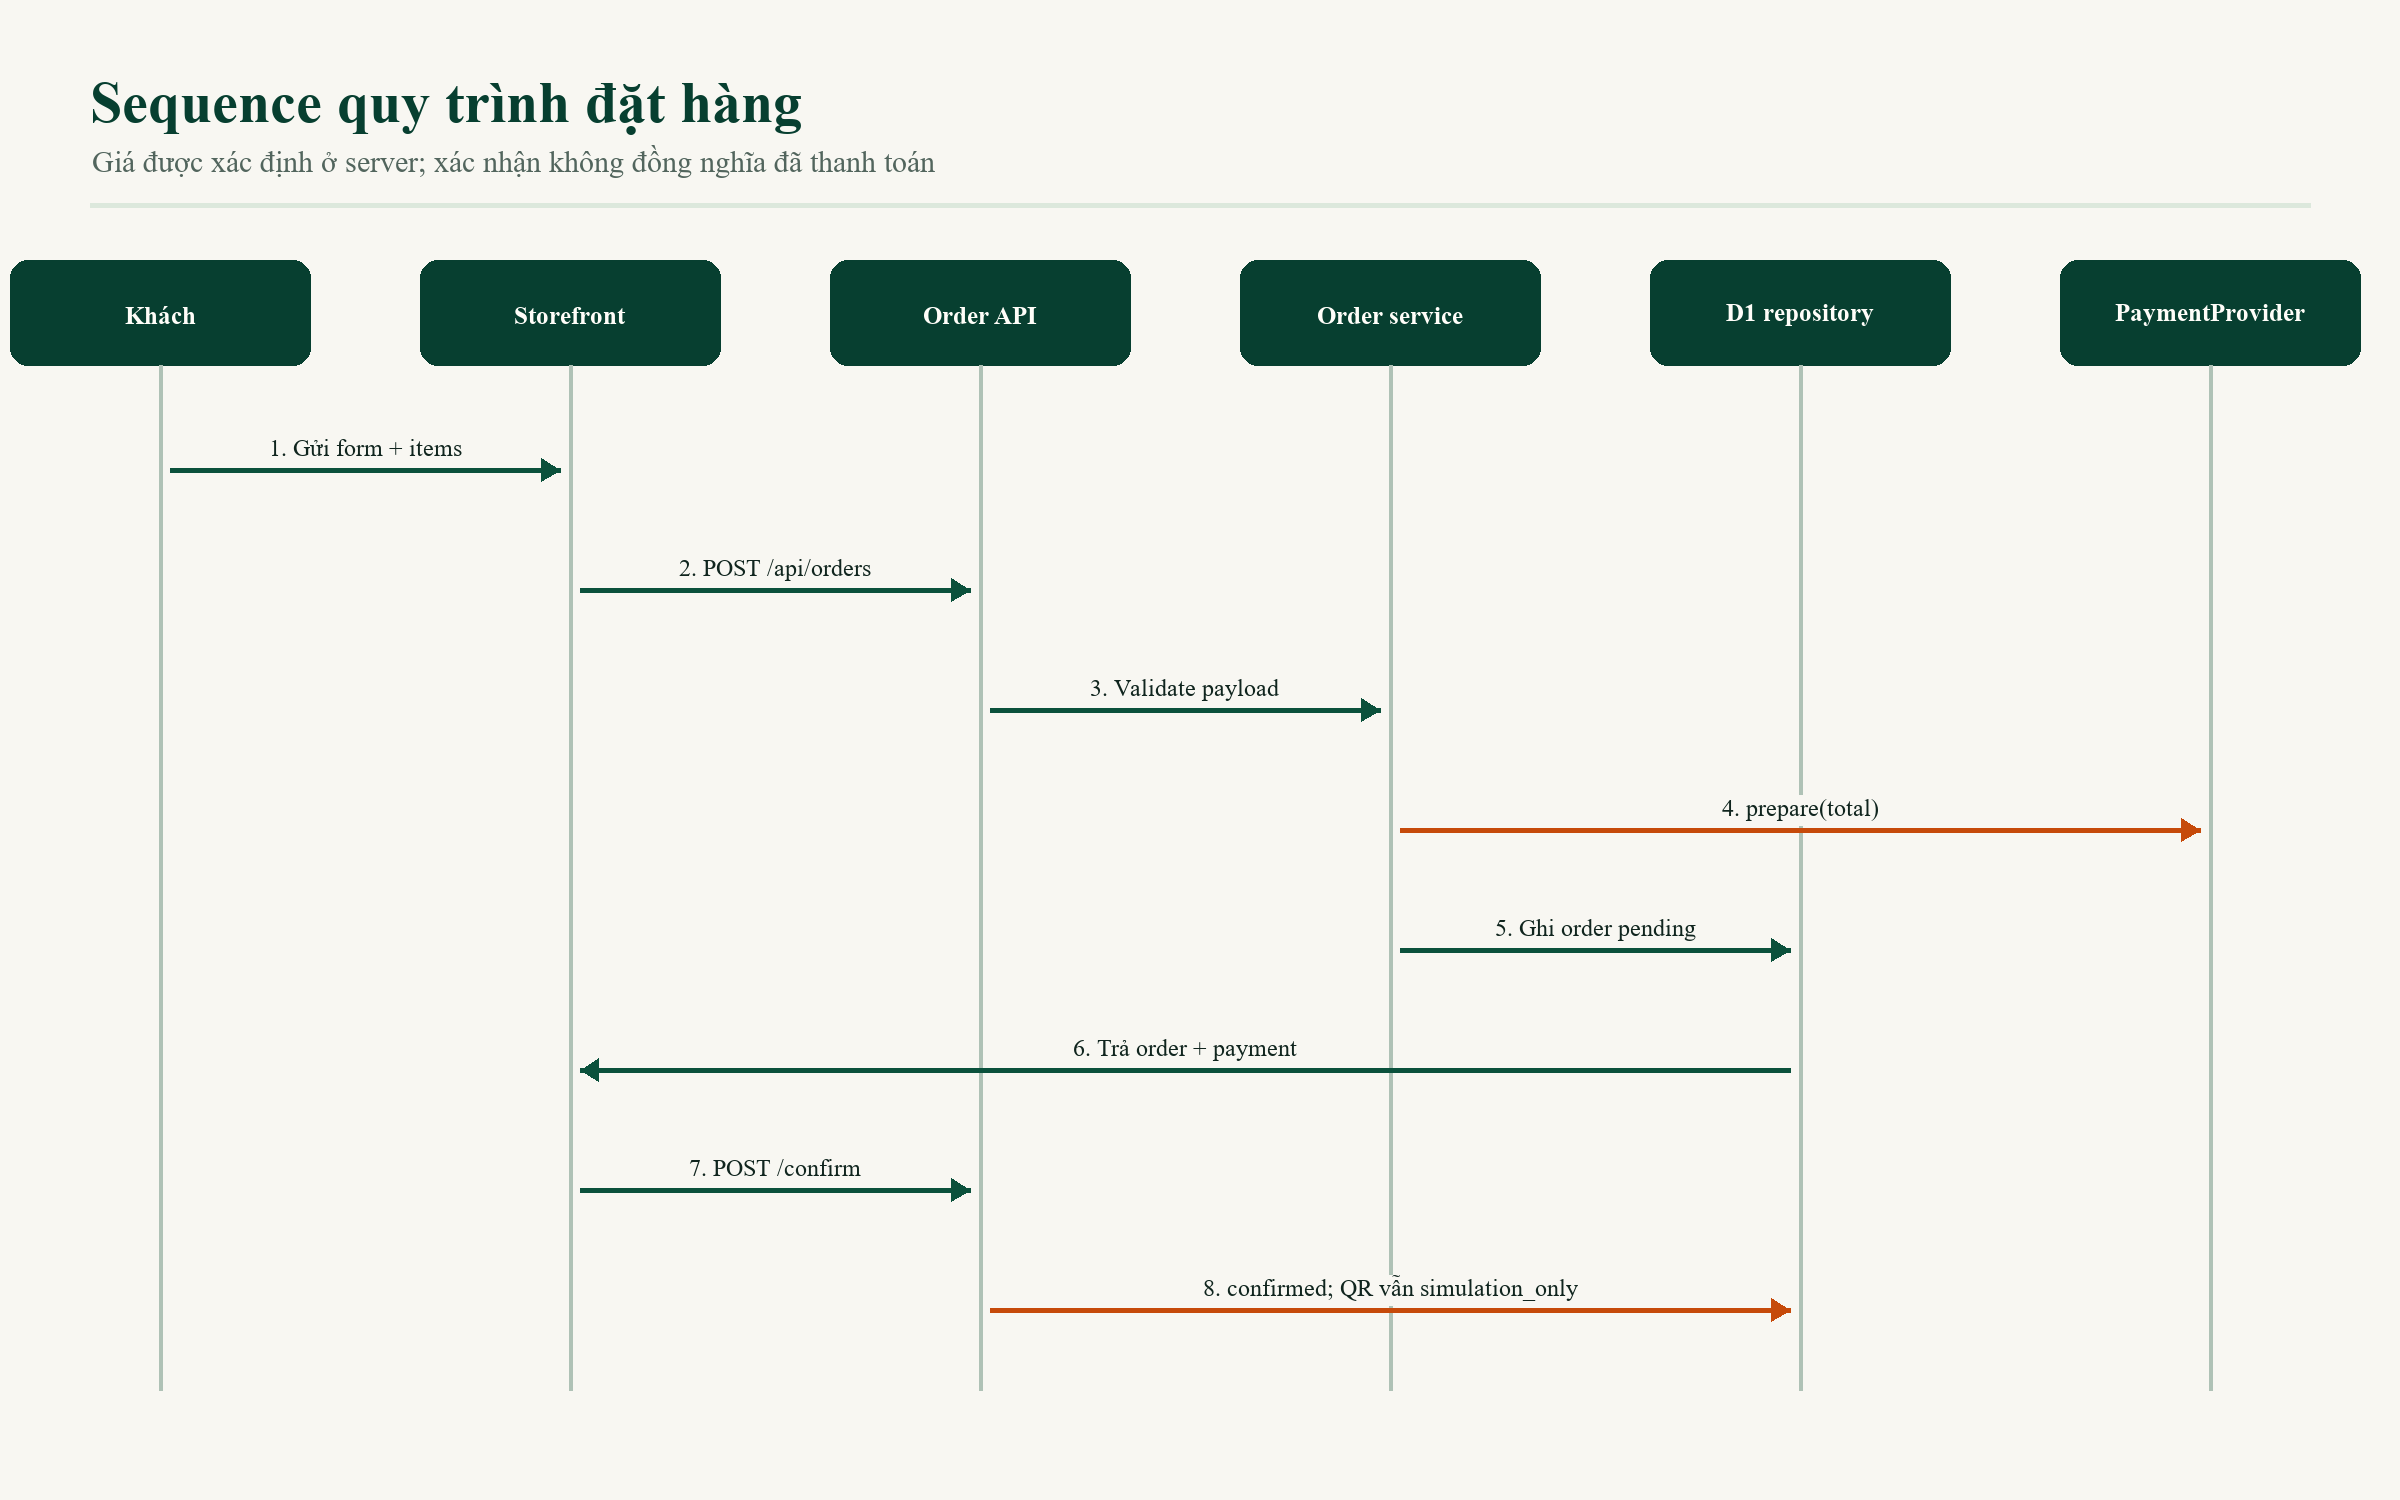 Sequence quy trình đặt hàng
Giá được xác định ở server; xác nhận không đồng nghĩa đã thanh toán
Khách
Storefront
Order API
Order service
D1 repository
PaymentProvider
1. Gửi form + items
2. POST /api/orders
3. Validate payload
4. prepare(total)
5. Ghi order pending
6. Trả order + payment
7. POST /confirm
8. confirmed; QR vẫn simulation_only